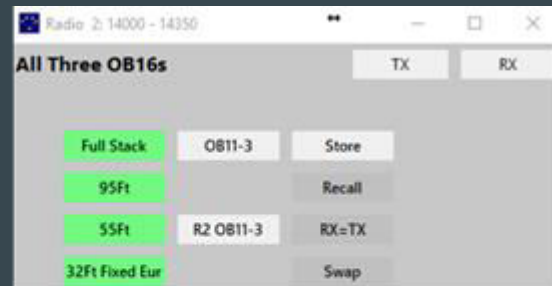 Radio 2: 14000 - 14350
All Three OB16s
TX RX
Full Stack OB11-3 Store
95Ft Recall
55Ft R2 OB11-3 RX=TX
32Ft Fixed Eur Swap